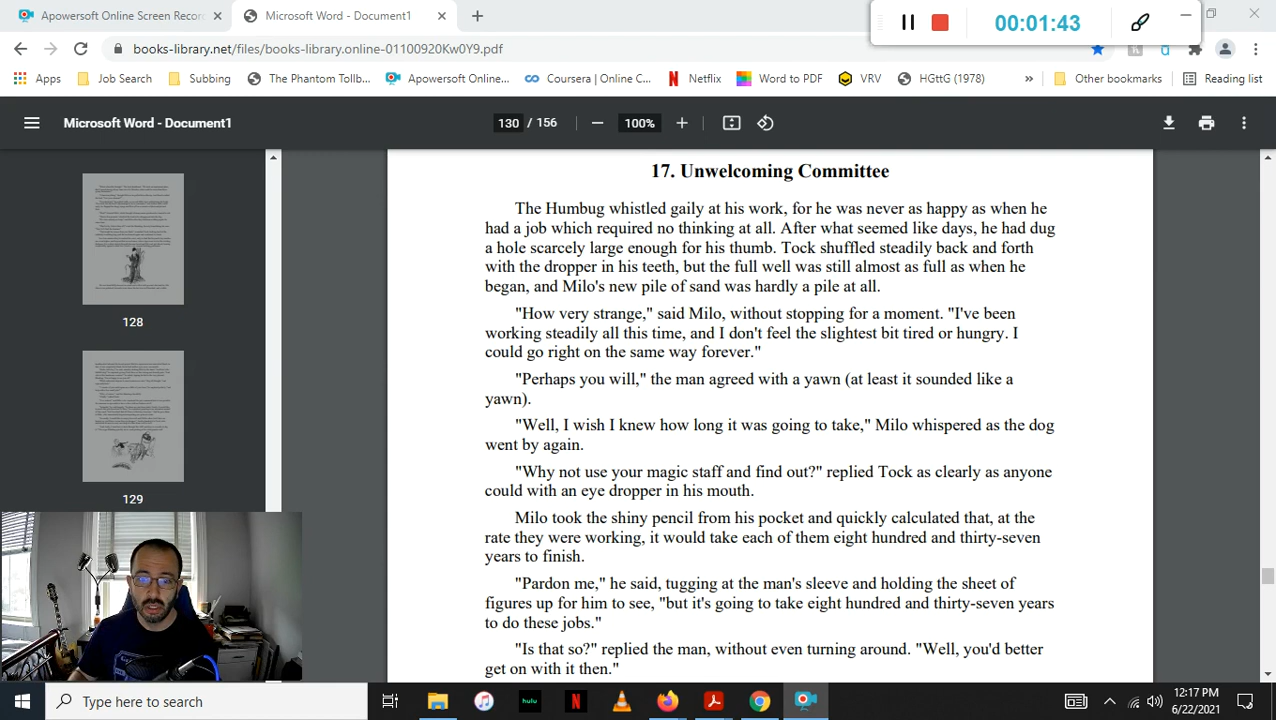 Apowersoft Online Screen Recor
Microsoft Word - Document1
00:01:43
books-library.net/files/books-library.online-01100920Kw0Y9.pdf
Apps
Job Search
Subbing
The Phantom Tollb...
Apowersoft Online...
Coursera | Online C...
Netflix
Word to PDF
VRV
HGttG (1978)
»
Other bookmarks
Reading list
Microsoft Word - Document1
130 / 156
100%
128
129
17. Unwelcoming Committee
The Humbug whistled gaily at his work, for he was never as happy as when he
had a job which required no thinking at all. After what seemed like days, he had dug
a hole scarcely large enough for his thumb. Tock shuffled steadily back and forth
with the dropper in his teeth, but the full well was still almost as full as when he
began, and Milo's new pile of sand was hardly a pile at all.
"How very strange," said Milo, without stopping for a moment. "I've been
working steadily all this time, and I don't feel the slightest bit tired or hungry. I
could go right on the same way forever."
"Perhaps you will," the man agreed with a yawn (at least it sounded like a
yawn).
"Well, I wish I knew how long it was going to take," Milo whispered as the dog
went by again.
"Why not use your magic staff and find out?" replied Tock as clearly as anyone
could with an eye dropper in his mouth.
Milo took the shiny pencil from his pocket and quickly calculated that, at the
rate they were working, it would take each of them eight hundred and thirty-seven
years to finish.
"Pardon me," he said, tugging at the man's sleeve and holding the sheet of
figures up for him to see, "but it's going to take eight hundred and thirty-seven years
to do these jobs."
"Is that so?" replied the man, without even turning around. "Well, you'd better
get on with it then."
Type here to search
hulu
N
12:17 PM
6/22/2021